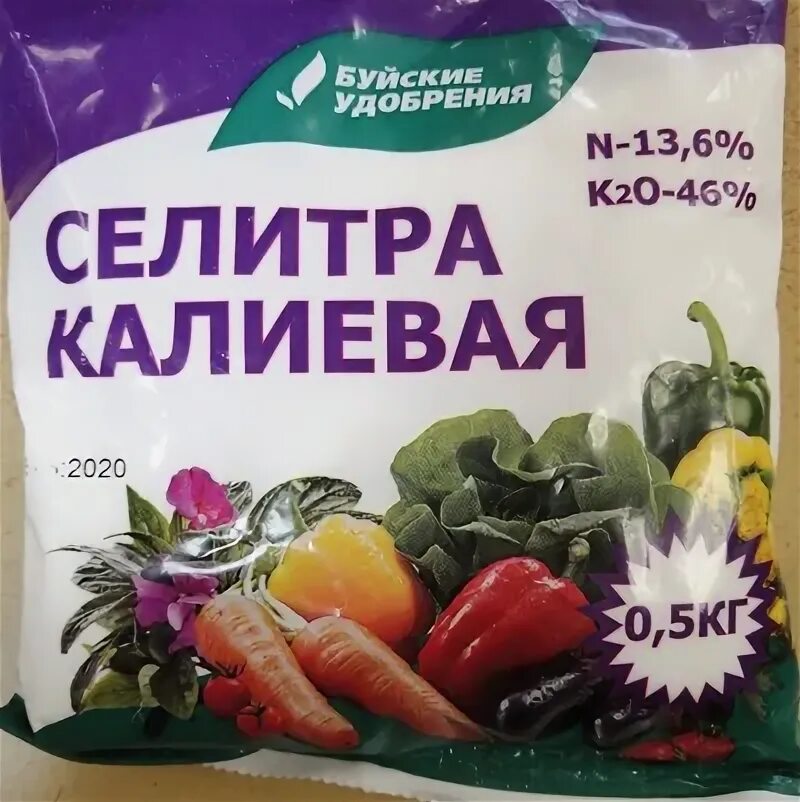 БУЙСКИЕ
УДОБРЕНИЯ
N-13,6%
K2O-46%
СЕЛИТРА
КАЛИЕВАЯ
2020
0,5КГ